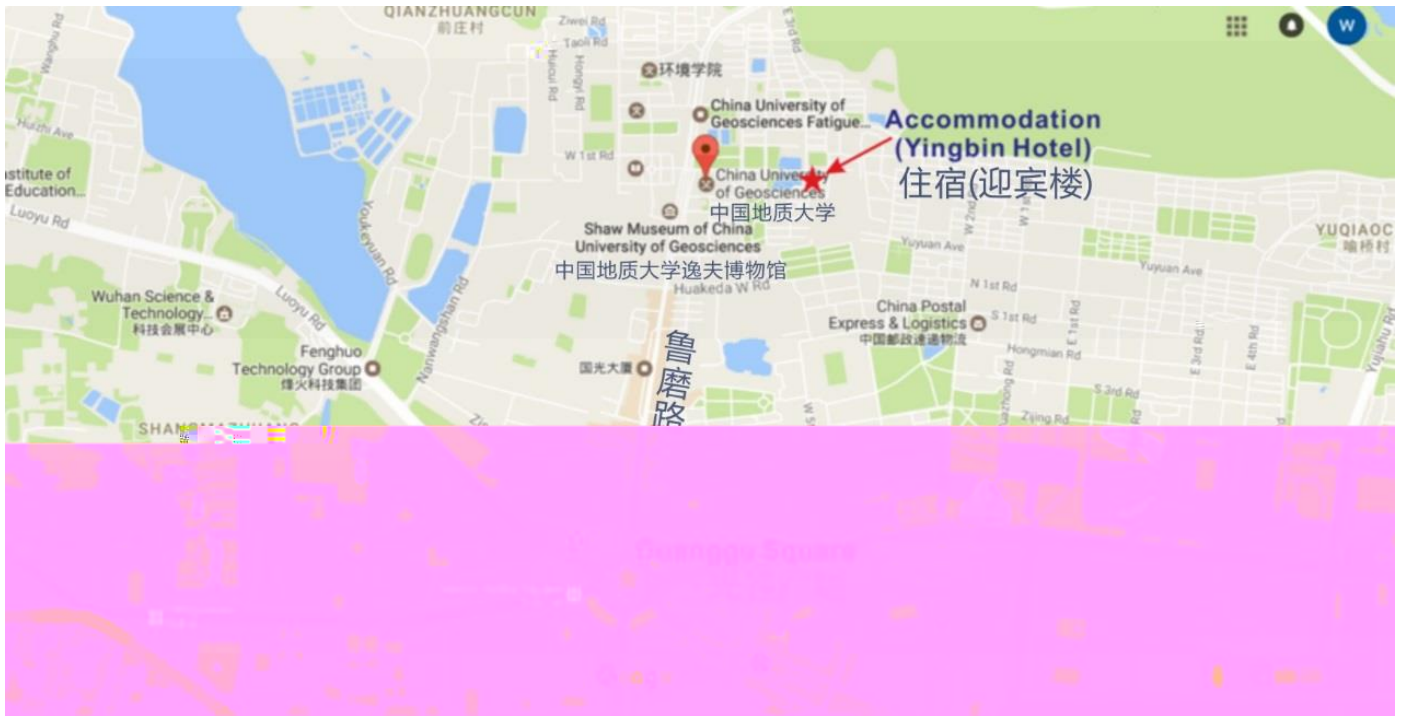 QIANZHUANGCUN
前庄村
Ziwei Rd
Taoli Rd
Hongyi Rd
E 3rd Rd
W
Wanghu Rd
环境学院
China University of
Geosciences Fatigue...
Accommodation
(Yingbin Hotel)
住宿(迎宾楼)
Huizhi Ave
W 1st Rd
stitute of
Education...
Luoyu Rd
China University
of Geosciences
中国地质大学
Shaw Museum of China
University of Geosciences
中国地质大学逸夫博物馆
Huakeda W Rd
Youkeyuan Rd
W 2nd Rd
Yuyuan Ave
Yuyuan Ave
YUQIAOC
喻桥村
N 1st Rd
Wuhan Science &
Technology...
科技会展中心
Luoyu Rd
Nanwangshan Rd
China Postal
Express & Logistics
中国邮政速递物流
S 1st Rd
E 1st Rd
Hongmian Rd
E 3rd Rd
E 4th Rd
Yujiahu Rd
Fenghuo
Technology Group
烽火科技集团
国光大厦
鲁磨路
S 3rd Rd
Zijing Rd
Guanggu Square